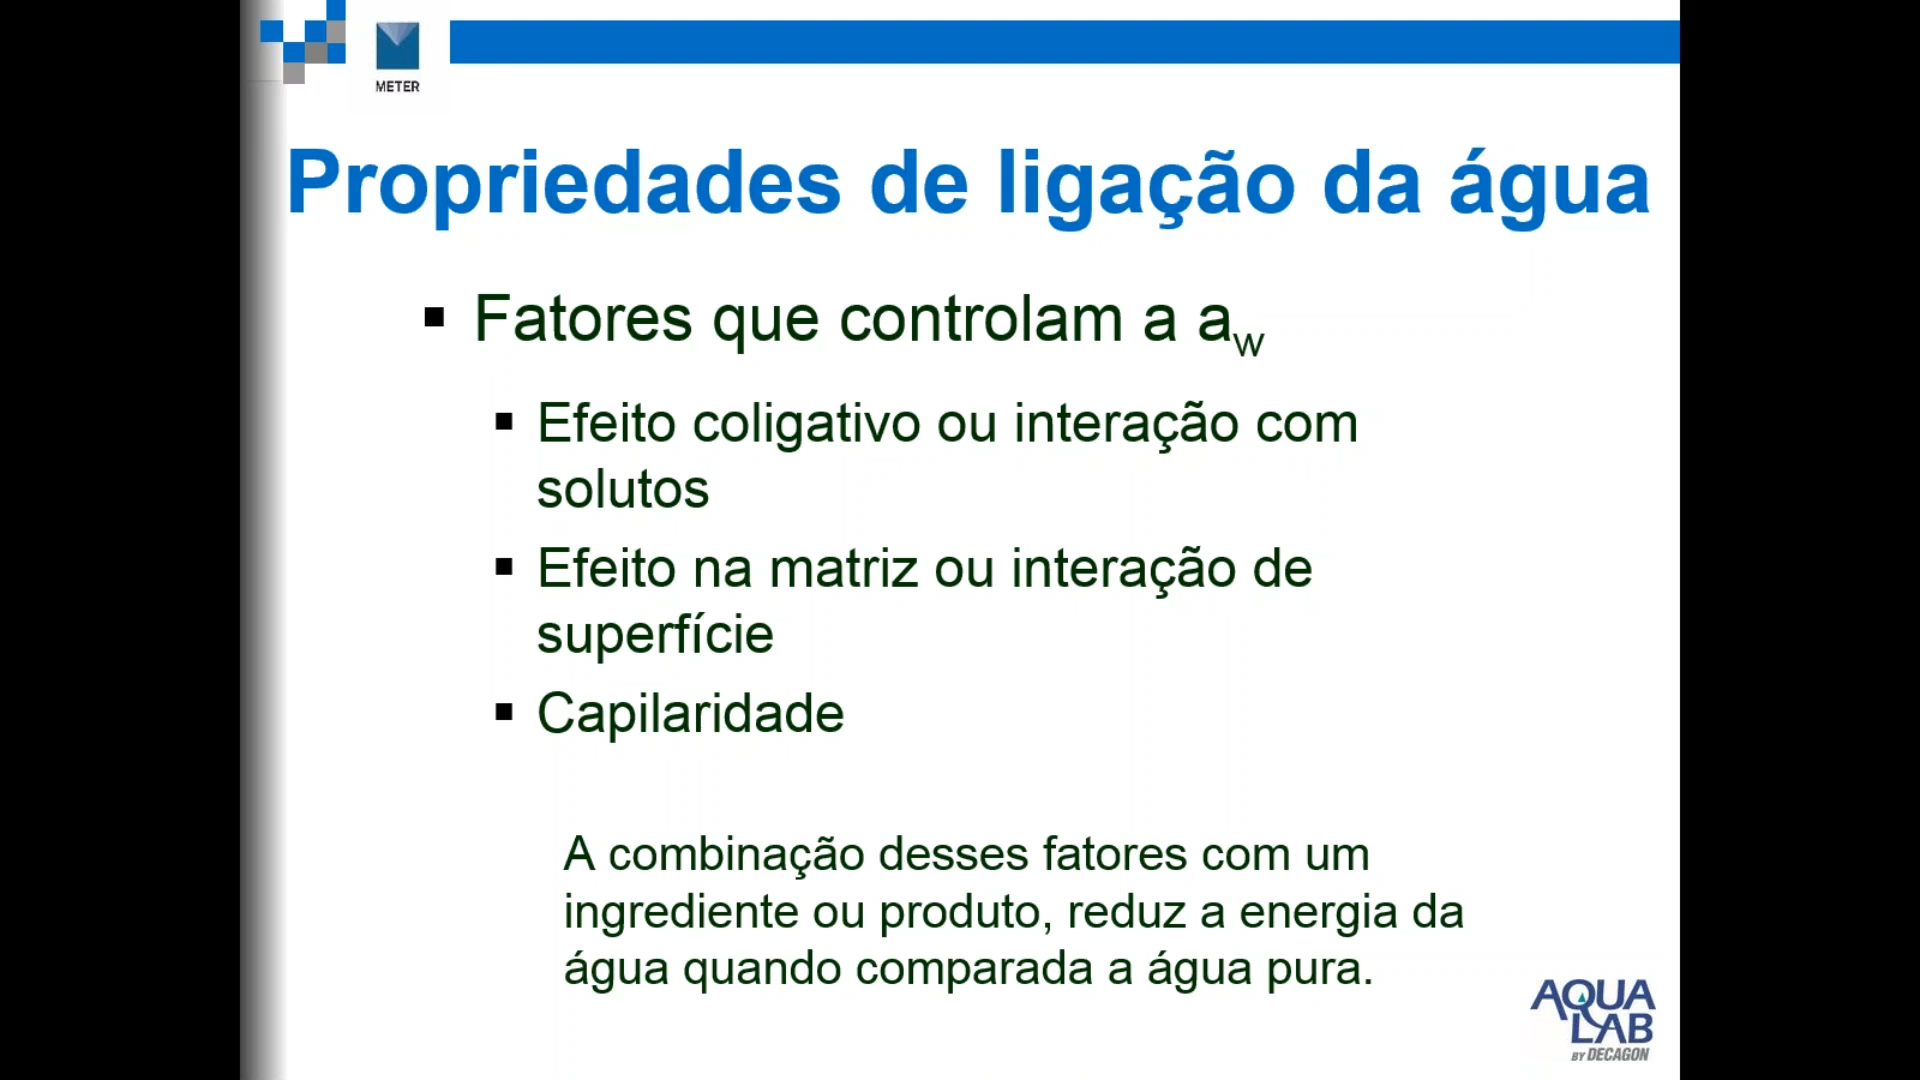 METER
Propriedades de ligação da água
▪ Fatores que controlam a aw
▪ Efeito coligativo ou interação com
solutos
▪ Efeito na matriz ou interação de
superfície
▪ Capilaridade
A combinação desses fatores com um
ingrediente ou produto, reduz a energia da
água quando comparada a água pura.
AQUA
LAB
BY DECAGON